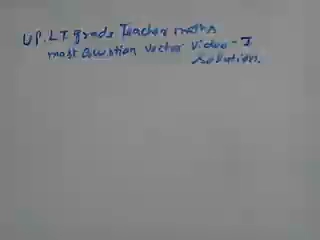 UP. LT grade Teacher maths
most Question vector Video - I
Solution.